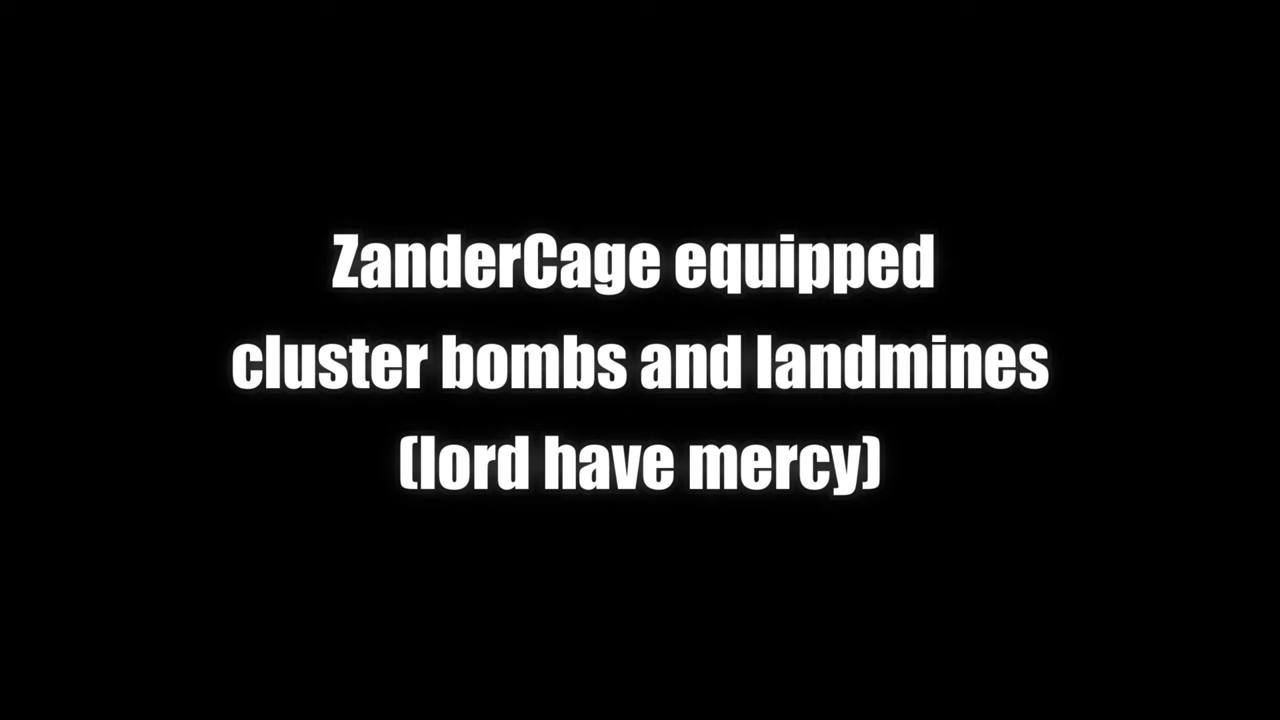 ZanderCage equipped
cluster bombs and landmines
(lord have mercy)